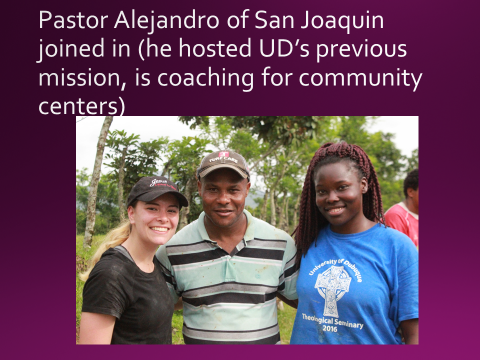 Pastor Alejandro of San Joaquin
joined in (he hosted UD’s previous
mission, is coaching for community
centers)
University of Dubuque
Theological Seminary
2016